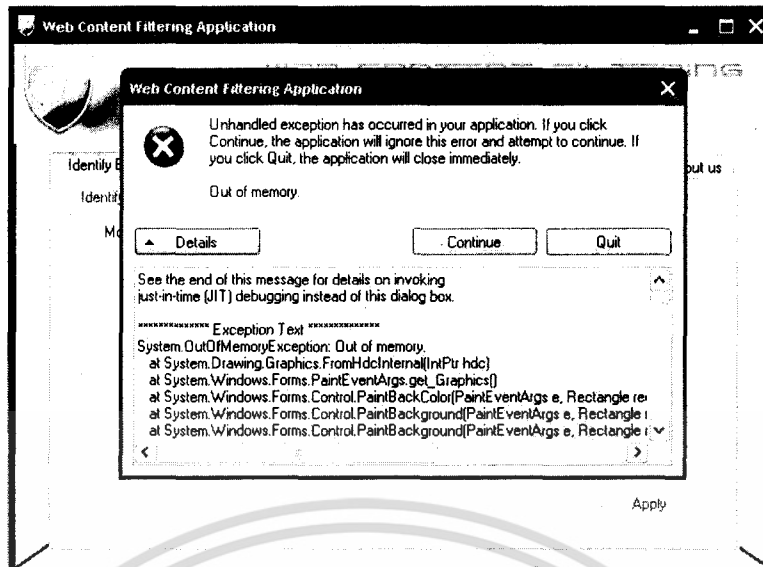 Web Content Filtering Application
Web Content Filtering Application
Unhandled exception has occurred in your application. If you click
Continue, the application will ignore this error and attempt to continue. If
you click Quit, the application will close immediately.
Out of memory.
Identify
out us
Details
Continue
Quit
See the end of this message for details on invoking
just-in-time (JIT) debugging instead of this dialog box.
************** Exception Text **************
System.OutOfMemoryException: Out of memory.
at System.Drawing.Graphics.FromHdcInternal(IntPtr hdc)
at System.Windows.Forms.PaintEventArgs.get_Graphics()
at System.Windows.Forms.Control.PaintBackColor(PaintEventArgs e, Rectangle re
at System.Windows.Forms.Control.PaintBackground(PaintEventArgs e, Rectangle r
at System.Windows.Forms.Control.PaintBackground(PaintEventArgs e, Rectangle r
Apply